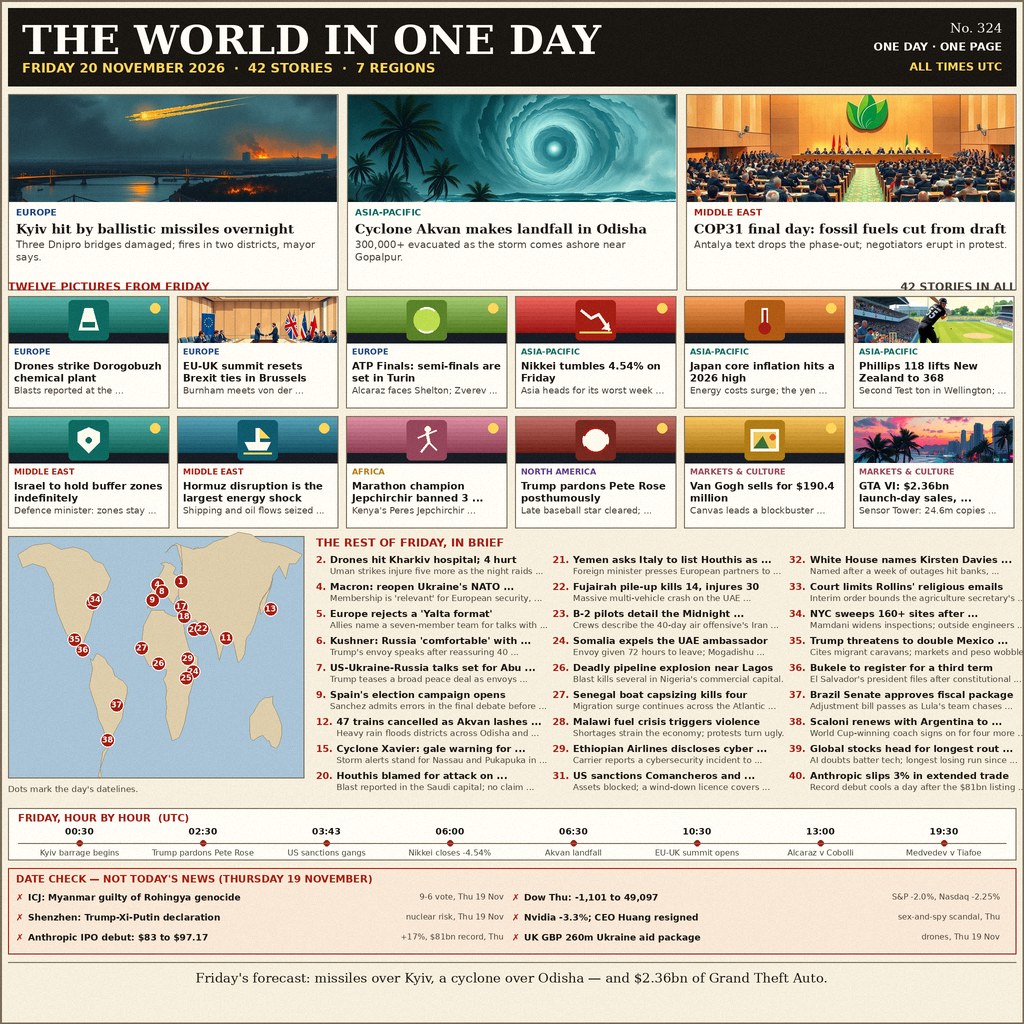 THE WORLD IN ONE DAY
FRIDAY 20 NOVEMBER 2026 · 42 STORIES · 7 REGIONS
No. 324
ONE DAY · ONE PAGE
ALL TIMES UTC
EUROPE
Kyiv hit by ballistic missiles overnight
Three Dnipro bridges damaged; fires in two districts, mayor
says.
ASIA-PACIFIC
Cyclone Akvan makes landfall in Odisha
300,000+ evacuated as the storm comes ashore near
Gopalpur.
MIDDLE EAST
COP31 final day: fossil fuels cut from draft
Antalya text drops the phase-out; negotiators erupt in protest.
TWELVE PICTURES FROM FRIDAY
42 STORIES IN ALL
EUROPE
Drones strike Dorogobuzh
chemical plant
Blasts reported at the ...
EUROPE
EU-UK summit resets
Brexit ties in Brussels
Burnham meets von der ...
EUROPE
ATP Finals: semi-finals are
set in Turin
Alcaraz faces Shelton; Zverev ...
ASIA-PACIFIC
Nikkei tumbles 4.54% on
Friday
Asia heads for its worst week ...
ASIA-PACIFIC
Japan core inflation hits a
2026 high
Energy costs surge; the yen ...
ASIA-PACIFIC
Phillips 118 lifts New
Zealand to 368
Second Test ton in Wellington; ...
MIDDLE EAST
Israel to hold buffer zones
indefinitely
Defence minister: zones stay ...
MIDDLE EAST
Hormuz disruption is the
largest energy shock
Shipping and oil flows seized ...
AFRICA
Marathon champion
Jepchirchir banned 3 ...
Kenya's Peres Jepchirchir ...
NORTH AMERICA
Trump pardons Pete Rose
posthumously
Late baseball star cleared; ...
MARKETS & CULTURE
Van Gogh sells for $190.4
million
Canvas leads a blockbuster ...
MARKETS & CULTURE
GTA VI: $2.36bn
launch-day sales, ...
Sensor Tower: 24.6m copies ...
Dots mark the day's datelines.
THE REST OF FRIDAY, IN BRIEF
2. Drones hit Kharkiv hospital; 4 hurt
Uman strikes injure five more as the night raids ...
4. Macron: reopen Ukraine's NATO ...
Membership is 'relevant' for European security, ...
5. Europe rejects a 'Yalta format'
Allies name a seven-member team for talks with ...
6. Kushner: Russia 'comfortable' with ...
Trump's envoy speaks after reassuring 40 ...
7. US-Ukraine-Russia talks set for Abu ...
Trump teases a broad peace deal as envoys ...
9. Spain's election campaign opens
Sanchez admits errors in the final debate before ...
12. 47 trains cancelled as Akvan lashes ...
Heavy rain floods districts across Odisha and ...
15. Cyclone Xavier: gale warning for ...
Storm alerts stand for Nassau and Pukapuka in ...
20. Houthis blamed for attack on ...
Blast reported in the Saudi capital; no claim ...
21. Yemen asks Italy to list Houthis as ...
Foreign minister presses European partners to ...
22. Fujairah pile-up kills 14, injures 30
Massive multi-vehicle crash on the UAE ...
23. B-2 pilots detail the Midnight ...
Crews describe the 40-day air offensive's Iran ...
24. Somalia expels the UAE ambassador
Envoy given 72 hours to leave; Mogadishu ...
26. Deadly pipeline explosion near Lagos
Blast kills several in Nigeria's commercial capital.
27. Senegal boat capsizing kills four
Migration surge continues across the Atlantic ...
28. Malawi fuel crisis triggers violence
Shortages strain the economy; protests turn ugly.
29. Ethiopian Airlines discloses cyber ...
Carrier reports a cybersecurity incident to ...
31. US sanctions Comancheros and ...
Assets blocked; a wind-down licence covers ...
32. White House names Kirsten Davies ...
Named after a week of outages hit banks, ...
33. Court limits Rollins' religious emails
Interim order bounds the agriculture secretary's ...
34. NYC sweeps 160+ sites after ...
Mamdani widens inspections; outside engineers ...
35. Trump threatens to double Mexico ...
Cites migrant caravans; markets and peso wobble
36. Bukele to register for a third term
El Salvador's president files after constitutional ...
37. Brazil Senate approves fiscal package
Adjustment bill passes as Lula's team chases ...
38. Scaloni renews with Argentina to ...
World Cup-winning coach signs on for four more ...
39. Global stocks head for longest rout ...
AI doubts batter tech; longest losing run since ...
40. Anthropic slips 3% in extended trade
Record debut cools a day after the $81bn listing ...
FRIDAY, HOUR BY HOUR (UTC)
00:30 02:30 03:43 06:00 06:30 10:30 13:00 19:30
Kyiv barrage begins Trump pardons Pete Rose US sanctions gangs Nikkei closes -4.54% Akvan landfall EU-UK summit opens Alcaraz v Cobolli Medvedev v Tiafoe
DATE CHECK — NOT TODAY'S NEWS (THURSDAY 19 NOVEMBER)
✗ ICJ: Myanmar guilty of Rohingya genocide 9-6 vote, Thu 19 Nov
✗ Shenzhen: Trump-Xi-Putin declaration nuclear risk, Thu 19 Nov
✗ Anthropic IPO debut: $83 to $97.17 +17%, $81bn record, Thu
✗ Dow Thu: -1,101 to 49,097 S&P -2.0%, Nasdaq -2.25%
✗ Nvidia -3.3%; CEO Huang resigned sex-and-spy scandal, Thu
✗ UK GBP 260m Ukraine aid package drones, Thu 19 Nov
Friday's forecast: missiles over Kyiv, a cyclone over Odisha — and $2.36bn of Grand Theft Auto.